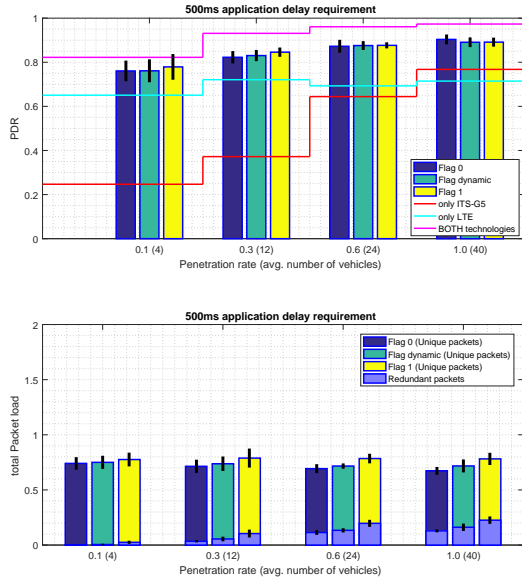 500ms application delay requirement
1
0.8
0.6
0.4
0.2
0
PDR
Flag 0
Flag dynamic
Flag 1
only ITS-G5
only LTE
BOTH technologies
0.1 (4) 0.3 (12) 0.6 (24) 1.0 (40)
Penetration rate (avg. number of vehicles)
500ms application delay requirement
2
1.5
1
0.5
0
total Packet load
Flag 0 (Unique packets)
Flag dynamic (Unique packets)
Flag 1 (Unique packets)
Redundant packets
0.1 (4) 0.3 (12) 0.6 (24) 1.0 (40)
Penetration rate (avg. number of vehicles)